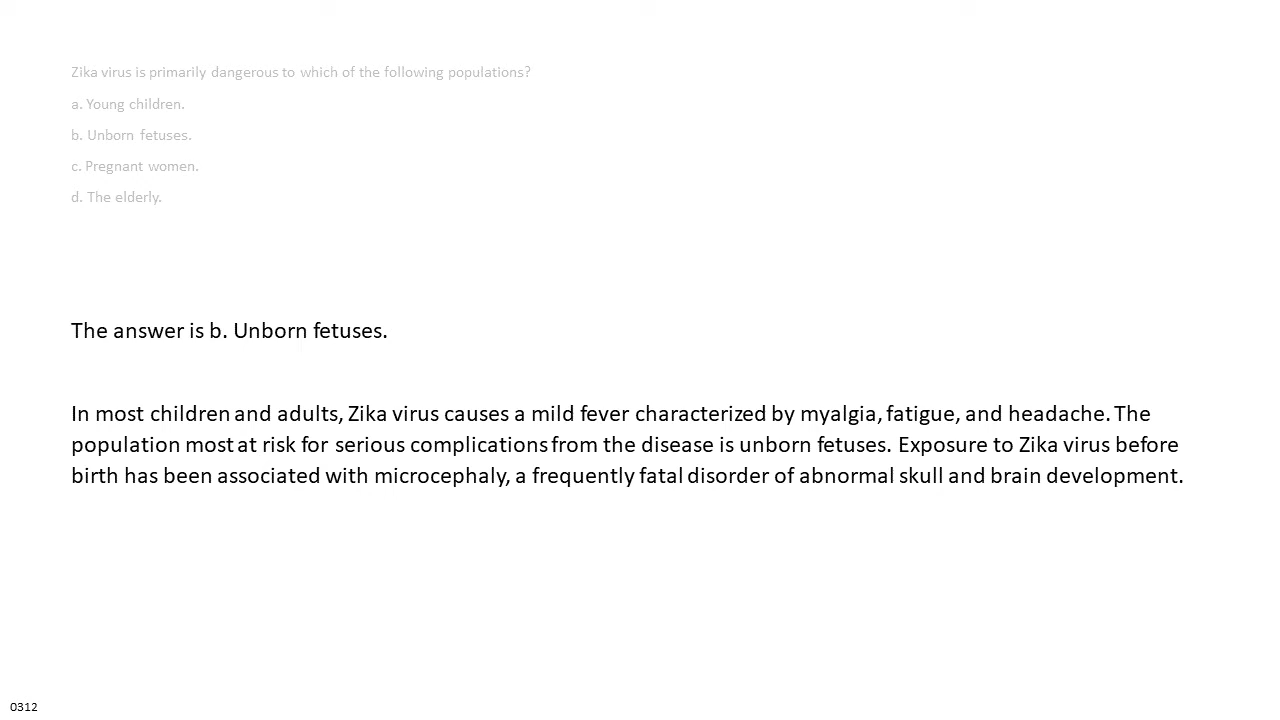 Zika virus is primarily dangerous to which of the following populations?
a. Young children.
b. Unborn fetuses.
c. Pregnant women.
d. The elderly.
The answer is b. Unborn fetuses.
In most children and adults, Zika virus causes a mild fever characterized by myalgia, fatigue, and headache. The
population most at risk for serious complications from the disease is unborn fetuses. Exposure to Zika virus before
birth has been associated with microcephaly, a frequently fatal disorder of abnormal skull and brain development.
0312